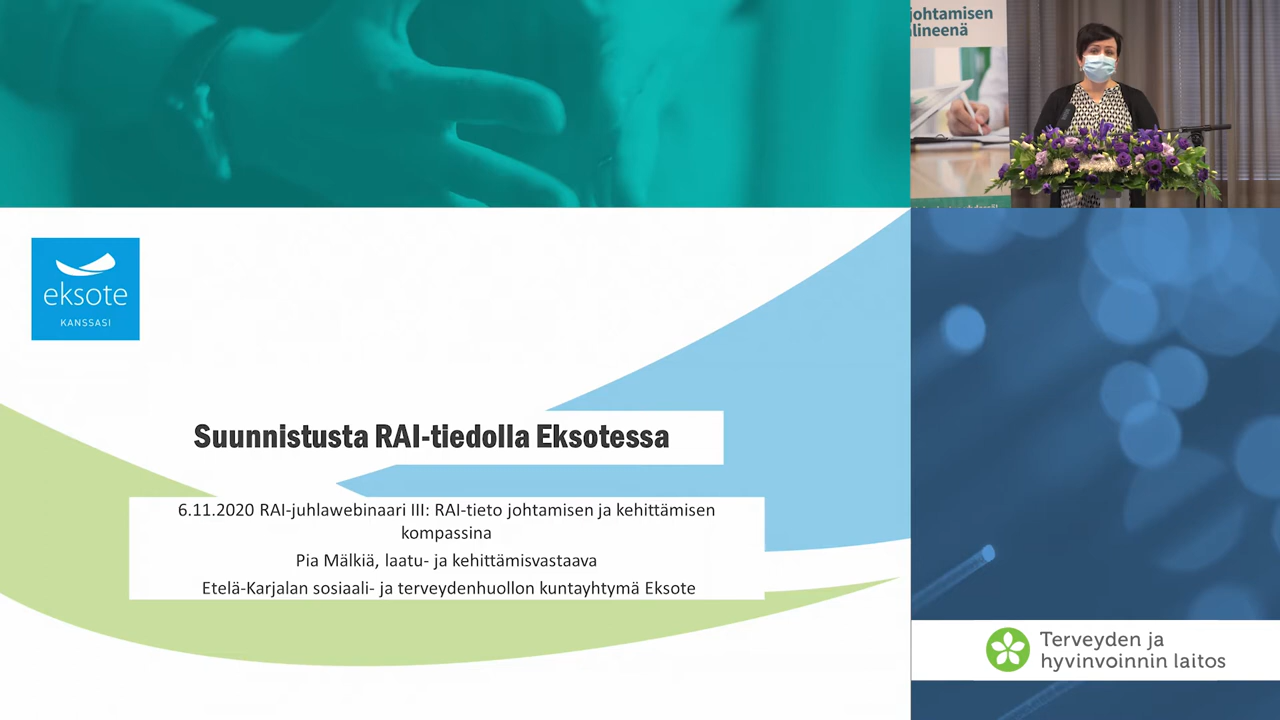 johtamisen
lineenä
eksote
KANSSASI
Suunnistusta RAI-tiedolla Eksotessa
6.11.2020 RAI-juhlawebinaari III: RAI-tieto johtamisen ja kehittämisen
kompassina
Pia Mälkiä, laatu- ja kehittämisvastaava
Etelä-Karjalan sosiaali- ja terveydenhuollon kuntayhtymä Eksote
Terveyden ja
hyvinvoinnin laitos